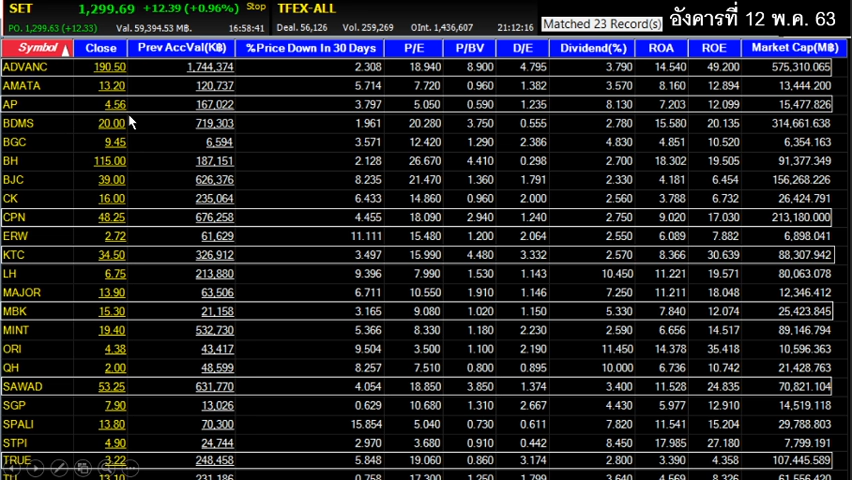 SET 1,299.69 +12.39 (+0.96%) Stop TFEX-ALL
PO. 1,299.63 (+12.33) Val. 59,394.53 MB. 16:58:41 Deal. 56,126 Vol. 259,269 OI. 1,436,607 21:12:16 Matched 23 Record(s) อังคารที่ 12 พ.ค. 63
Symbol Close Prev AccVal(K฿) %Price Down In 30 Days P/E P/BV D/E Dividend(%) ROA ROE Market Cap(M฿)
ADVANC 190.50 1,744,374 2.308 18.940 8.900 4.795 3.790 14.540 49.200 575,310.065
AMATA 13.20 120,737 5.714 7.720 0.960 1.382 3.570 8.160 12.894 13,444.200
AP 4.56 167,022 3.797 5.050 0.590 1.235 8.130 7.203 12.099 15,477.826
BDMS 20.00 719,303 1.961 20.280 3.750 0.555 2.780 15.580 20.135 314,661.638
BGC 9.45 6,594 3.571 12.420 1.290 2.386 4.830 4.851 10.520 6,354.163
BH 115.00 187,151 2.128 26.670 4.410 0.298 2.700 18.302 19.505 91,377.349
BJC 39.00 626,376 8.235 21.470 1.360 1.791 2.330 4.181 6.454 156,268.226
CK 16.00 235,064 6.433 14.860 0.960 2.000 2.560 3.788 6.732 26,424.791
CPN 48.25 676,258 4.455 18.090 2.940 1.240 2.750 9.020 17.030 213,180.000
ERW 2.72 61,629 11.111 15.480 1.200 2.064 2.550 6.089 7.882 6,898.041
KTC 34.50 326,912 3.497 15.990 4.480 3.332 2.570 8.366 30.639 88,307.942
LH 6.75 213,880 9.396 7.990 1.530 1.143 10.450 11.221 19.571 80,063.078
MAJOR 13.90 63,506 6.711 10.550 1.910 1.146 7.250 11.211 18.048 12,346.412
MBK 15.30 21,158 3.165 9.080 1.020 1.150 5.330 7.840 12.074 25,423.845
MINT 19.40 532,730 5.366 8.330 1.180 2.230 2.590 6.656 14.517 89,146.794
ORI 4.38 43,417 9.504 3.500 1.100 2.190 11.450 14.378 35.418 10,596.363
QH 2.00 48,599 8.257 7.510 0.800 0.895 10.000 6.736 10.742 21,428.763
SAWAD 53.25 631,770 4.054 18.850 3.850 1.374 3.400 11.528 24.835 70,821.104
SGP 7.90 13,026 0.629 10.680 1.310 2.667 4.430 5.977 12.910 14,519.118
SPALI 13.80 70,300 15.854 5.040 0.730 0.611 7.820 11.541 15.204 29,788.803
STPI 4.90 24,744 2.970 3.680 0.910 0.442 8.450 17.985 27.180 7,799.191
TRUE 3.22 248,458 5.848 19.060 0.860 3.174 2.800 3.390 4.358 107,445.589